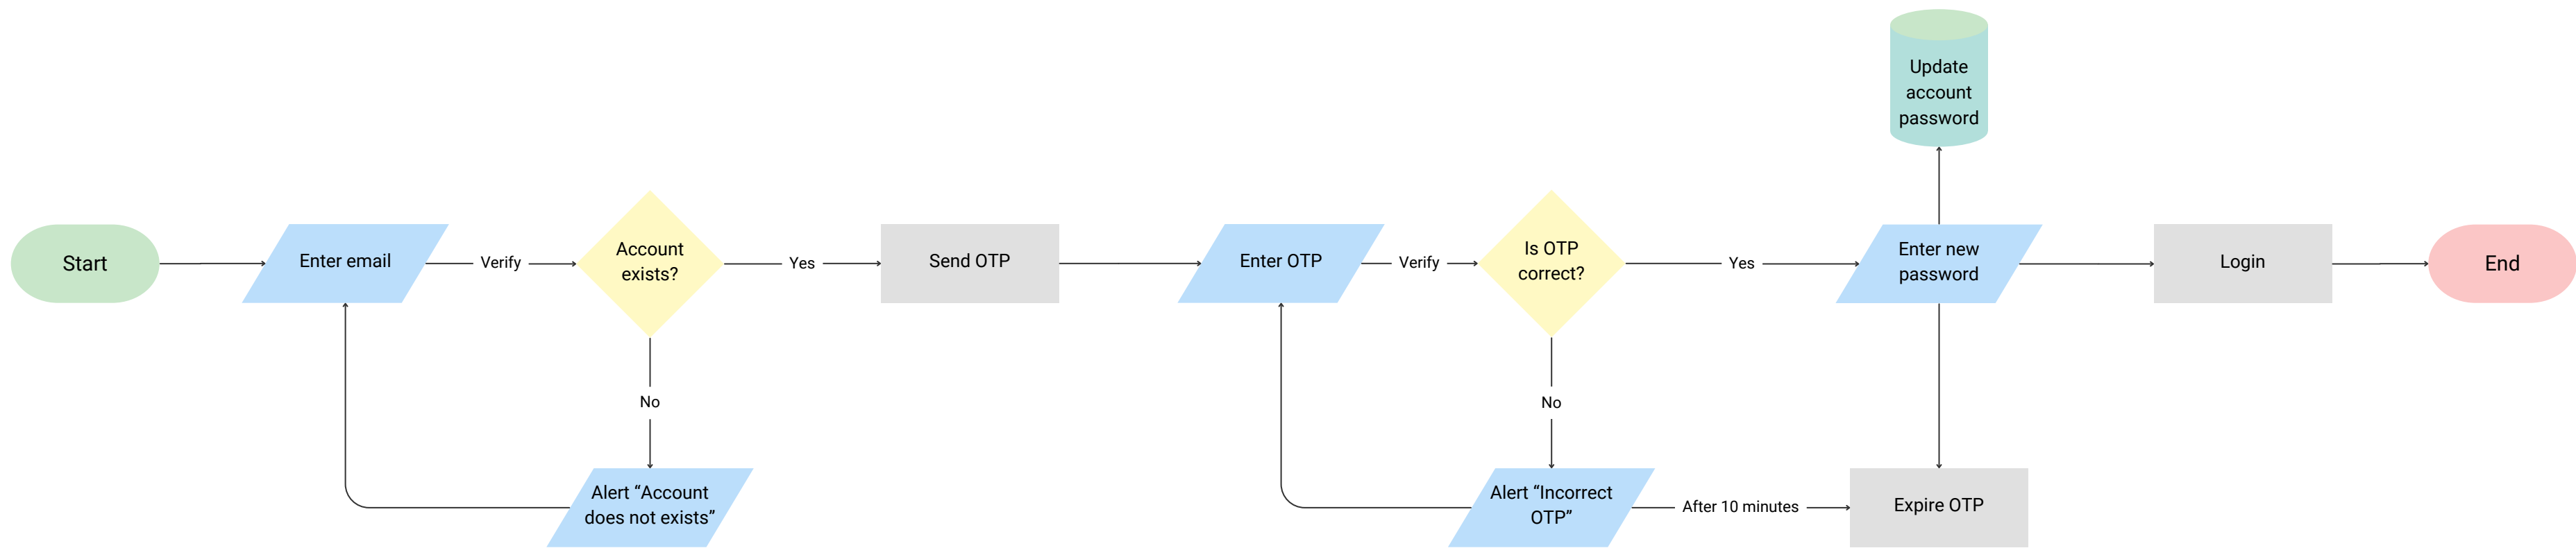 Update
account
password
Start
Enter email
Verify
Account
exists?
Yes
Send OTP
Enter OTP
Verify
Is OTP
correct?
Yes
Enter new
password
Login
End
No
No
Alert “Account
does not exists”
Alert “Incorrect
OTP”
After 10 minutes
Expire OTP